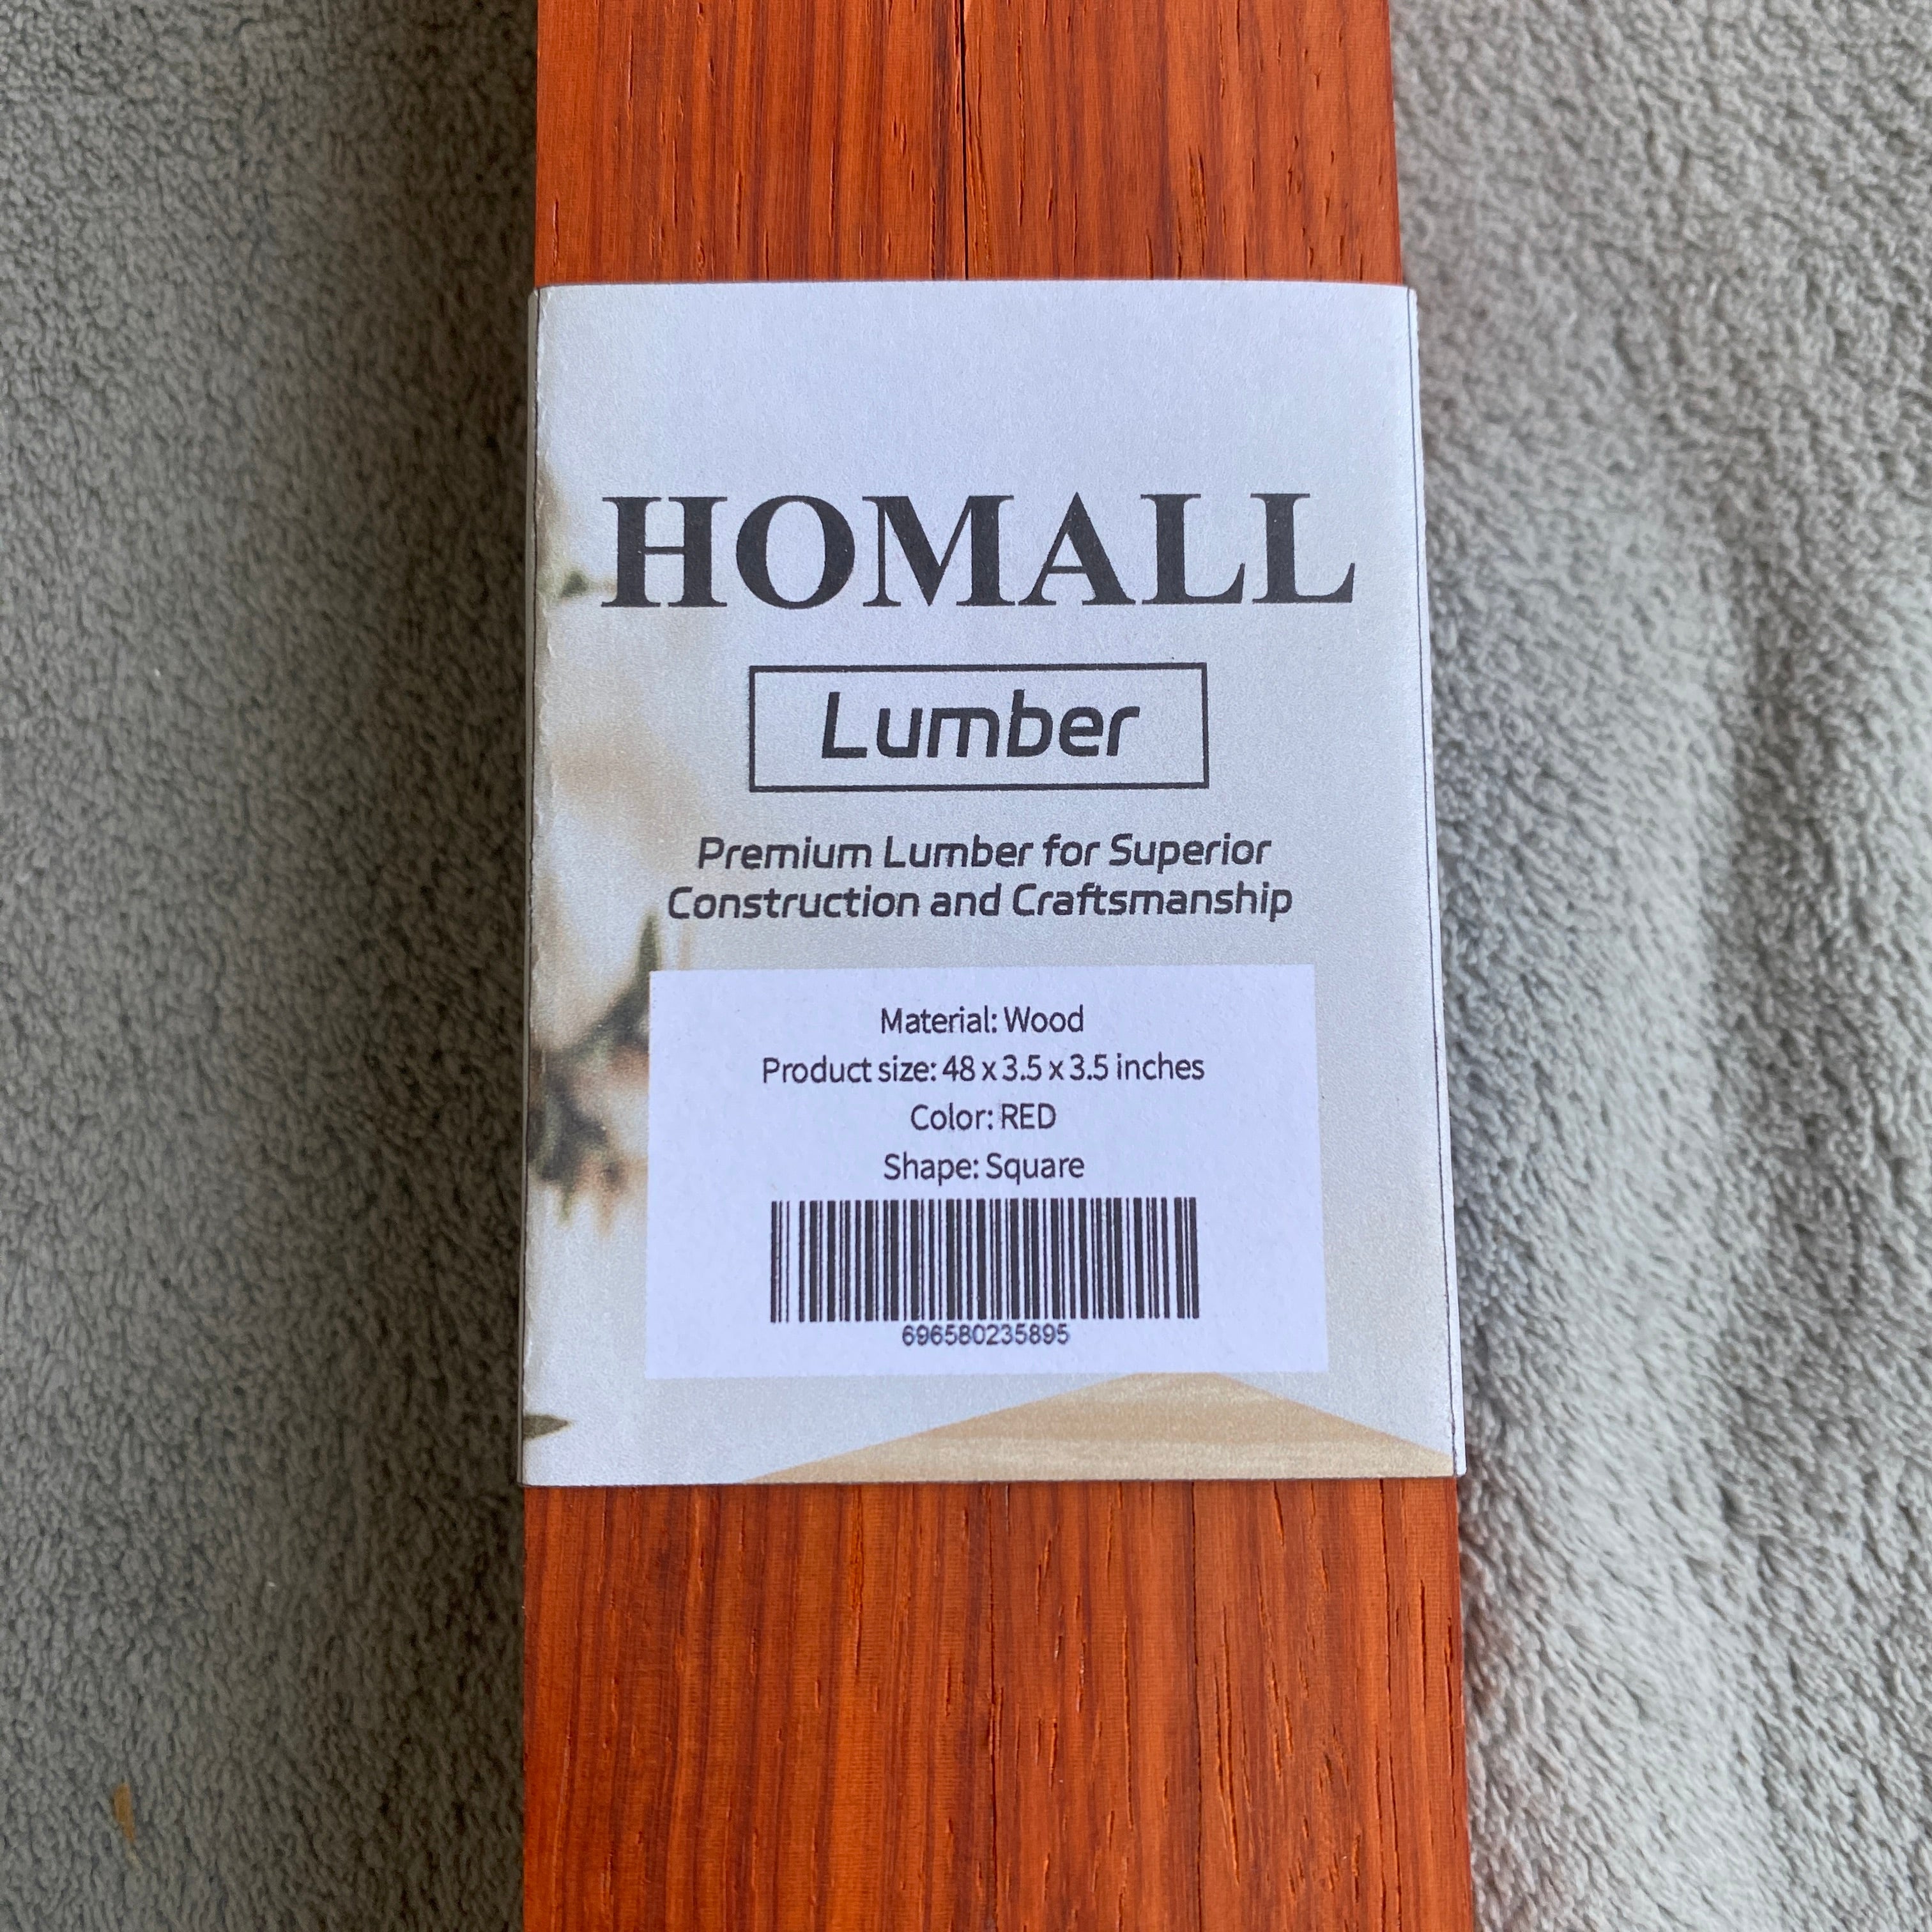 HOMALL
Lumber
Premium Lumber for Superior
Construction and Craftsmanship
Material: Wood
Product size: 48 x 3.5 x 3.5 inches
Color: RED
Shape: Square
696580235895